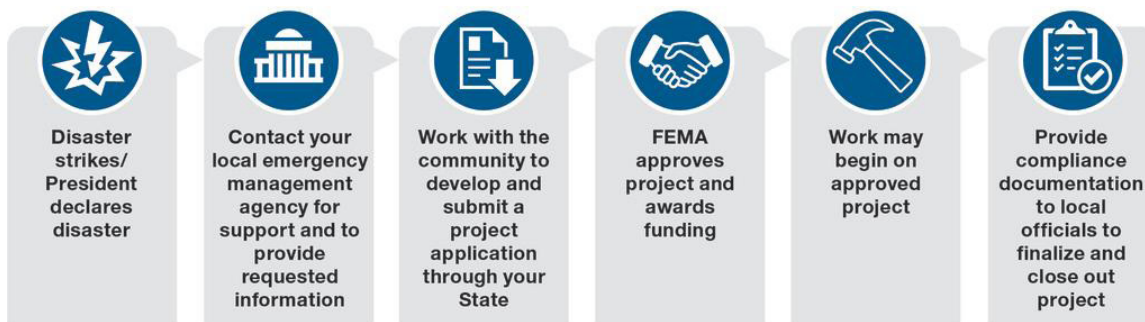 Disaster
strikes/
President
declares
disaster
Contact your
local emergency
management
agency for
support and to
provide
requested
information
Work with the
community to
develop and
submit a
project
application
through your
State
FEMA
approves
project and
awards
funding
Work may
begin on
approved
project
Provide
compliance
documentation
to local
officials to
finalize and
close out
project